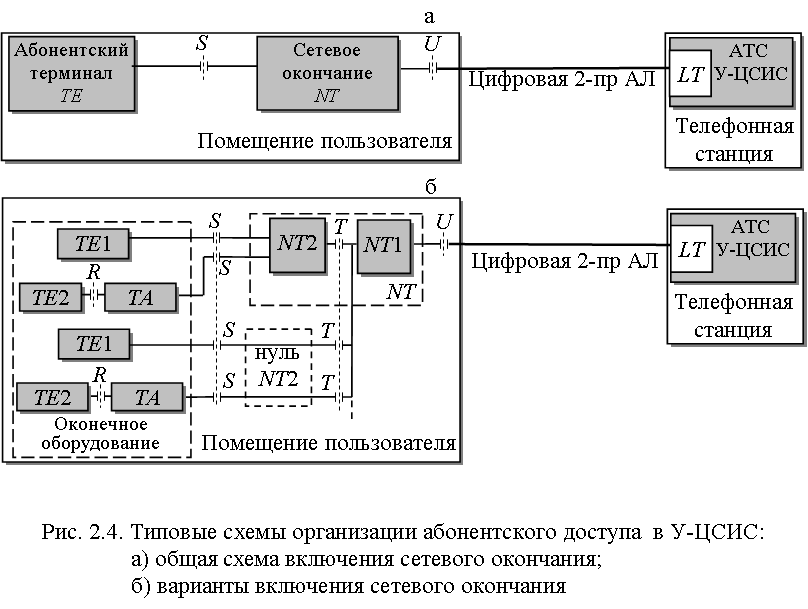 а
Абонентский
терминал
TE
S
Сетевое
окончание
NT
U
Цифровая 2-пр АЛ
LT
АТС
У-ЦСИС
Помещение пользователя
Телефонная
станция
б
TE1
S
NT2
T
NT1
U
NT
R
S
TE2
TA
Цифровая 2-пр АЛ
LT
АТС
У-ЦСИС
Телефонная
станция
TE1
S
нуль
NT2
T
R
TE2
TA
S
T
Оконечное
оборудование
Помещение пользователя
Рис. 2.4. Типовые схемы организации абонентского доступа в У-ЦСИС:
а) общая схема включения сетевого окончания;
б) варианты включения сетевого окончания